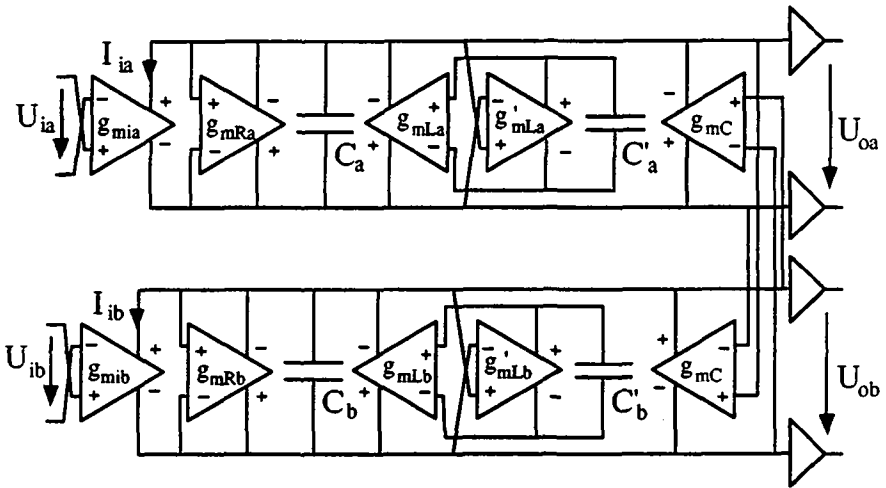 I ia
U ia
- + g mia
+ -
+ - g mRa
- +
C a
- +
+ - g mLa
- + g' mLa
+ -
C' a
- +
+ - g mC
U oa
I ib
U ib
- + g mib
+ -
+ - g mRb
- +
C b
- +
+ - g mLb
- + g' mLb
+ -
C' b
+ -
- + g mC
U ob